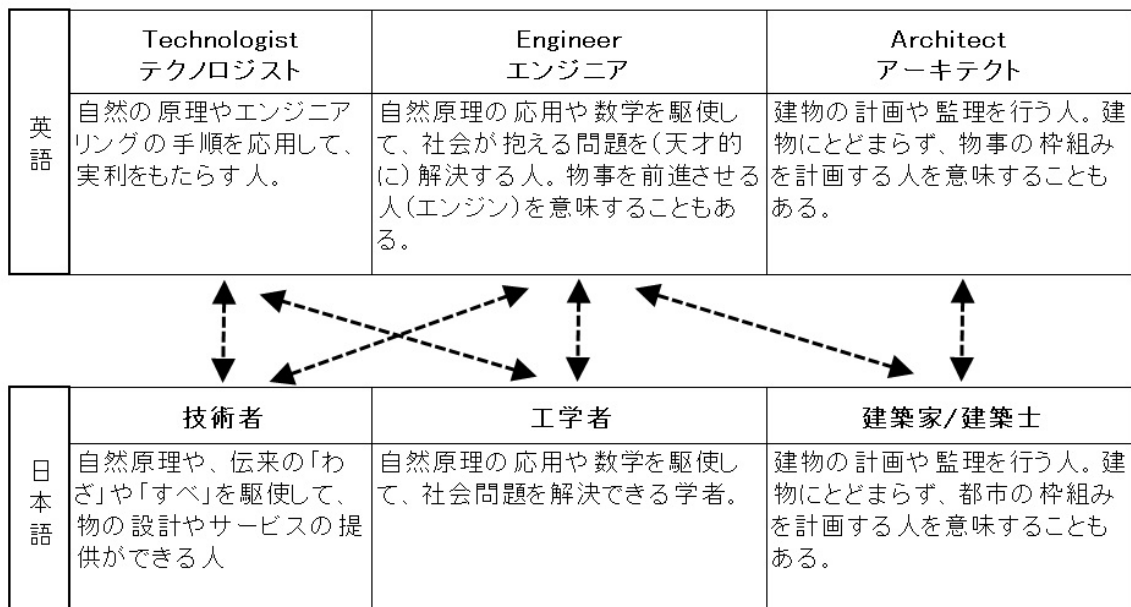 英語
Technologist
テクノロジスト
Engineer
エンジニア
Architect
アーキテクト
自然の原理やエンジニア
リングの手順を応用して、
実利をもたらす人。
自然原理の応用や数学を駆使し
て、社会が抱える問題を(天才的
に)解決する人。物事を前進させる
人(エンジン)を意味することもあ
る。
建物の計画や監理を行う人。建
物にとどまらず、物事の枠組み
を計画する人を意味することも
ある。
日本語
技術者
工学者
建築家/建築士
自然原理や、伝来の「わ
ざ」や「すべ」を駆使して、
物の設計やサービスの提
供ができる人
自然原理の応用や数学を駆使し
て、社会問題を解決できる学者。
建物の計画や監理を行う人。建
物にとどまらず、都市の枠組み
を計画する人を意味することも
ある。